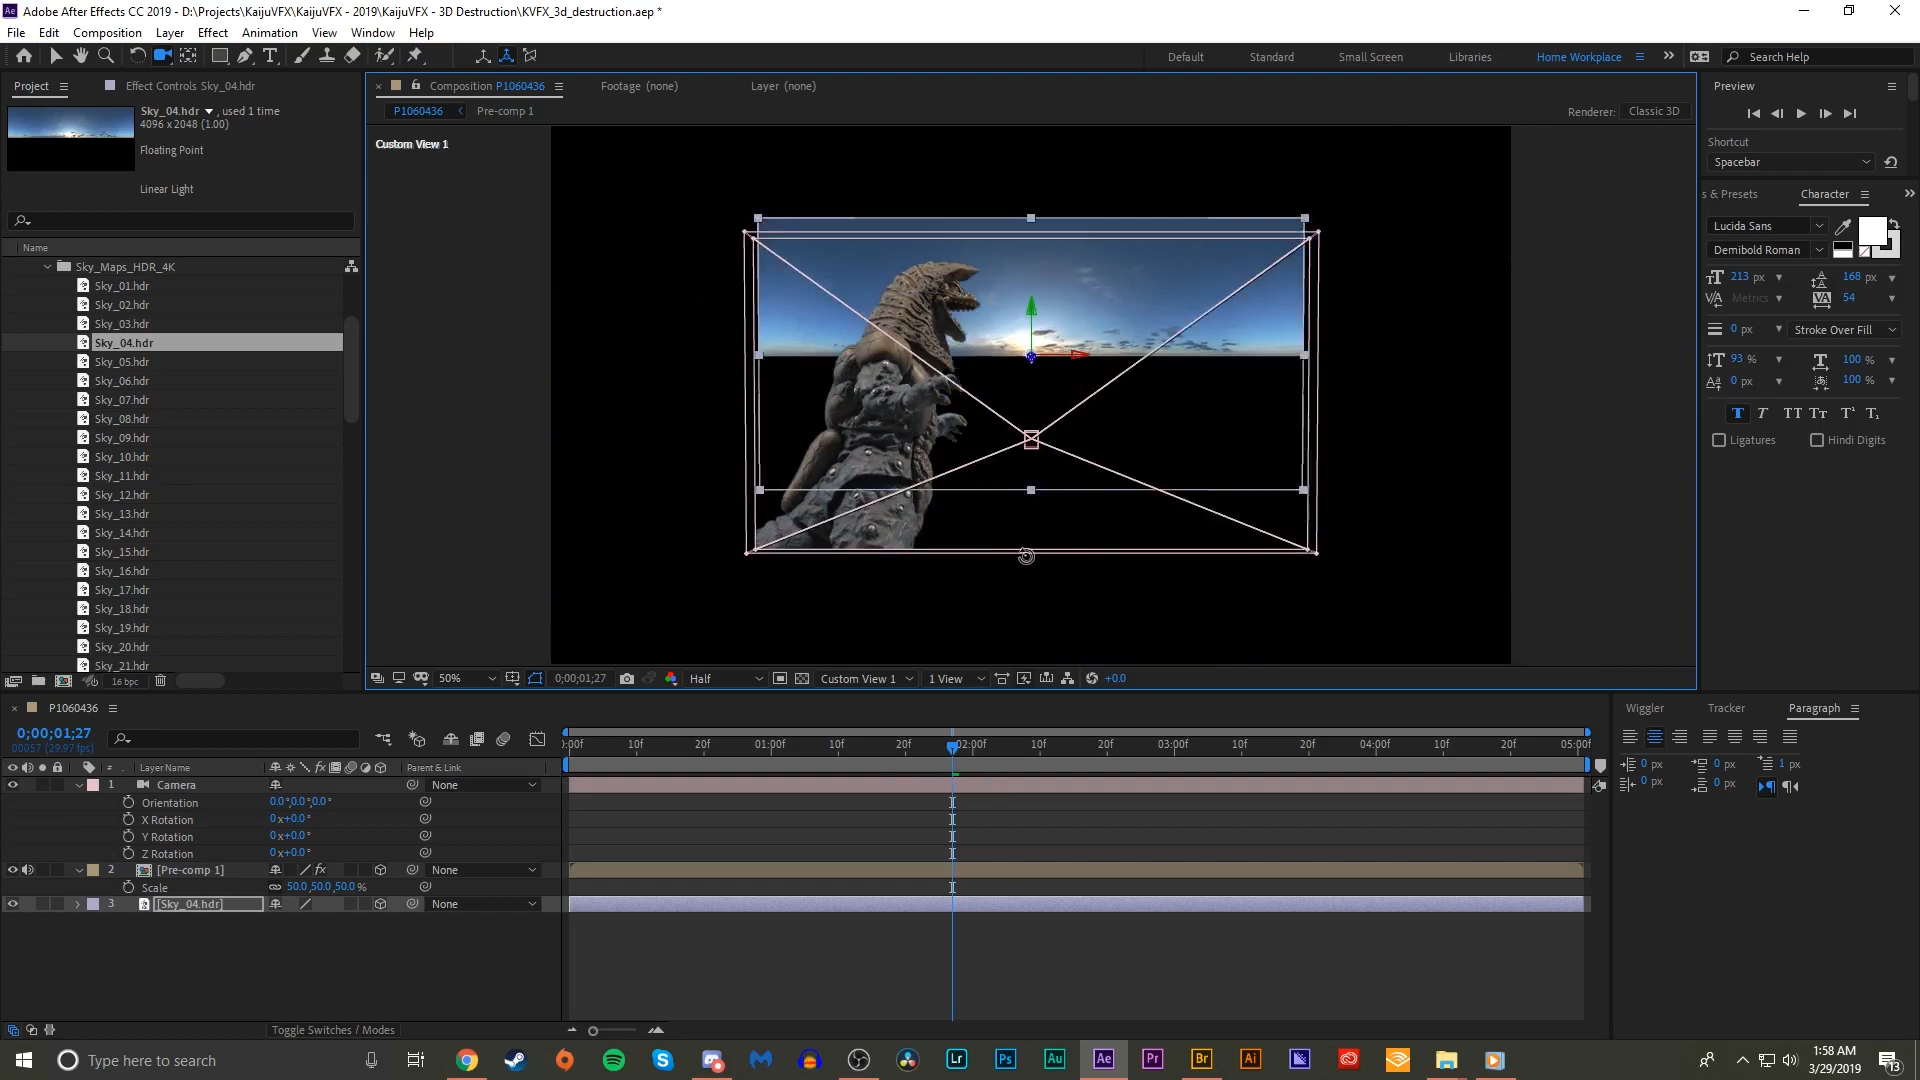 Adobe After Effects CC 2019 - D:\Projects\KaijuVFX\KaijuVFX - 2019\KaijuVFX - 3D Destruction\KVFX_3d_destruction.aep *
File Edit Composition Layer Effect Animation View Window Help
Default Standard Small Screen Libraries Home Workplace Search Help
Project Effect Controls Sky_04.hdr
Sky_04.hdr , used 1 time
4096 x 2048 (1.00)
Floating Point
Linear Light
Name
Sky_Maps_HDR_4K
Sky_01.hdr
Sky_02.hdr
Sky_03.hdr
Sky_04.hdr
Sky_05.hdr
Sky_06.hdr
Sky_07.hdr
Sky_08.hdr
Sky_09.hdr
Sky_10.hdr
Sky_11.hdr
Sky_12.hdr
Sky_13.hdr
Sky_14.hdr
Sky_15.hdr
Sky_16.hdr
Sky_17.hdr
Sky_18.hdr
Sky_19.hdr
Sky_20.hdr
Sky_21.hdr
16 bpc
Composition P1060436 Footage (none) Layer (none)
P1060436 Pre-comp 1 Renderer: Classic 3D
Custom View 1
50% 0;00;01;27 Half Custom View 1 1 View +0.0
Preview
Shortcut
Spacebar
s & Presets Character
Lucida Sans
Demibold Roman
213 px 168 px
Metrics 54
0 px Stroke Over Fill
93 % 100 %
0 px 100 %
T T TT Tt T¹ T₁
Ligatures Hindi Digits
P1060436
0;00;01;27
00057 (29.97 fps)
:00f 10f 20f 01:00f 10f 20f 02:00f 10f 20f 03:00f 10f 20f 04:00f 10f 20f 05:00f
# Layer Name Parent & Link
1 Camera None
Orientation 0.0°,0.0°,0.0°
X Rotation 0x+0.0°
Y Rotation 0x+0.0°
Z Rotation 0x+0.0°
2 [Pre-comp 1] None
Scale 50.0,50.0,50.0%
3 [Sky_04.hdr] None
Toggle Switches / Modes
Wiggler Tracker Paragraph
0 px 0 px 1 px
0 px 0 px
Type here to search
Lr Ps Au Ae Pr Br Ai
1:58 AM
3/29/2019
13